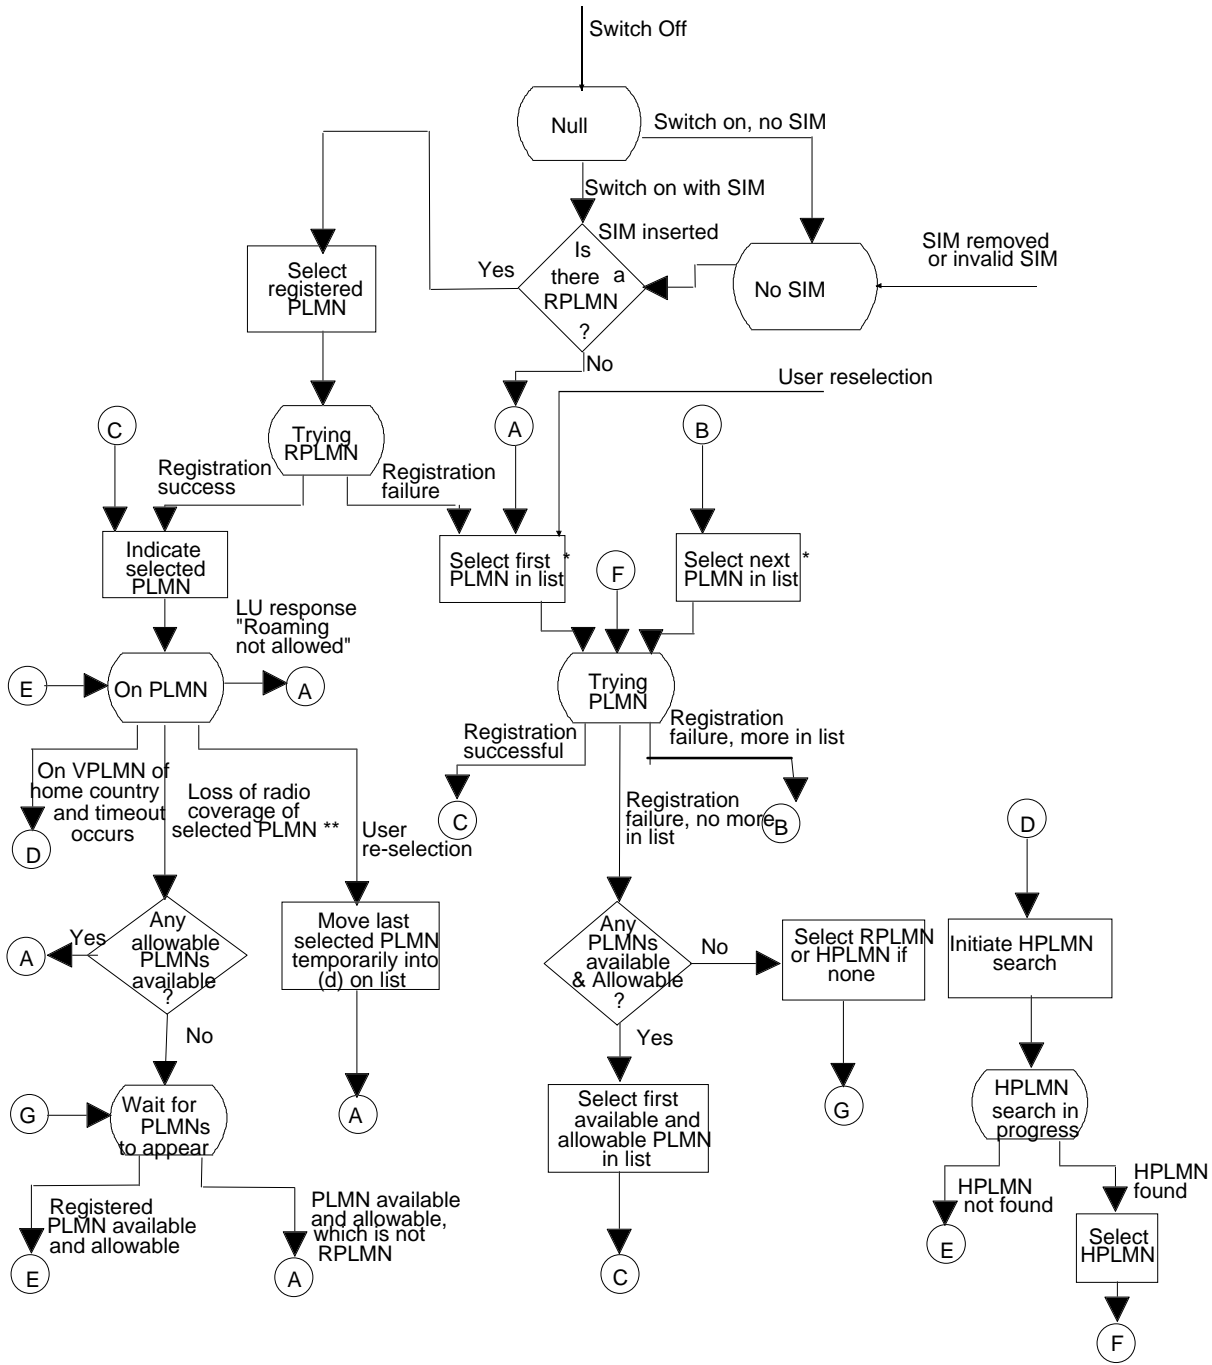 Switch Off
Null
Switch on, no SIM
Switch on with SIM
SIM inserted
SIM removed
or invalid SIM
Is
there a
RPLMN
?
Yes
No SIM
Select
registered
PLMN
No
User reselection
C
Trying
RPLMN
A
B
Registration
success
Registration
failure
Indicate
selected
PLMN
Select first *
PLMN in list
F
Select next *
PLMN in list
LU response
"Roaming
not allowed"
E
On PLMN
A
Trying
PLMN
Registration
successful
Registration
failure, more in list
On VPLMN of
home country
and timeout
occurs
Loss of radio
coverage of
selected PLMN **
User
re-selection
Registration
failure, no more
in list
D
C
B
D
Any
allowable
PLMNs
available
?
Yes
A
Move last
selected PLMN
temporarily into
(d) on list
Any
PLMNs
available
& Allowable
?
No
Select RPLMN
or HPLMN if
none
Initiate HPLMN
search
No
Yes
G
Wait for
PLMNs
to appear
A
Select first
available and
allowable PLMN
in list
G
HPLMN
search in
progress
Registered
PLMN available
and allowable
PLMN available
and allowable,
which is not
RPLMN
HPLMN
not found
HPLMN
found
E
A
C
E
Select
HPLMN
F